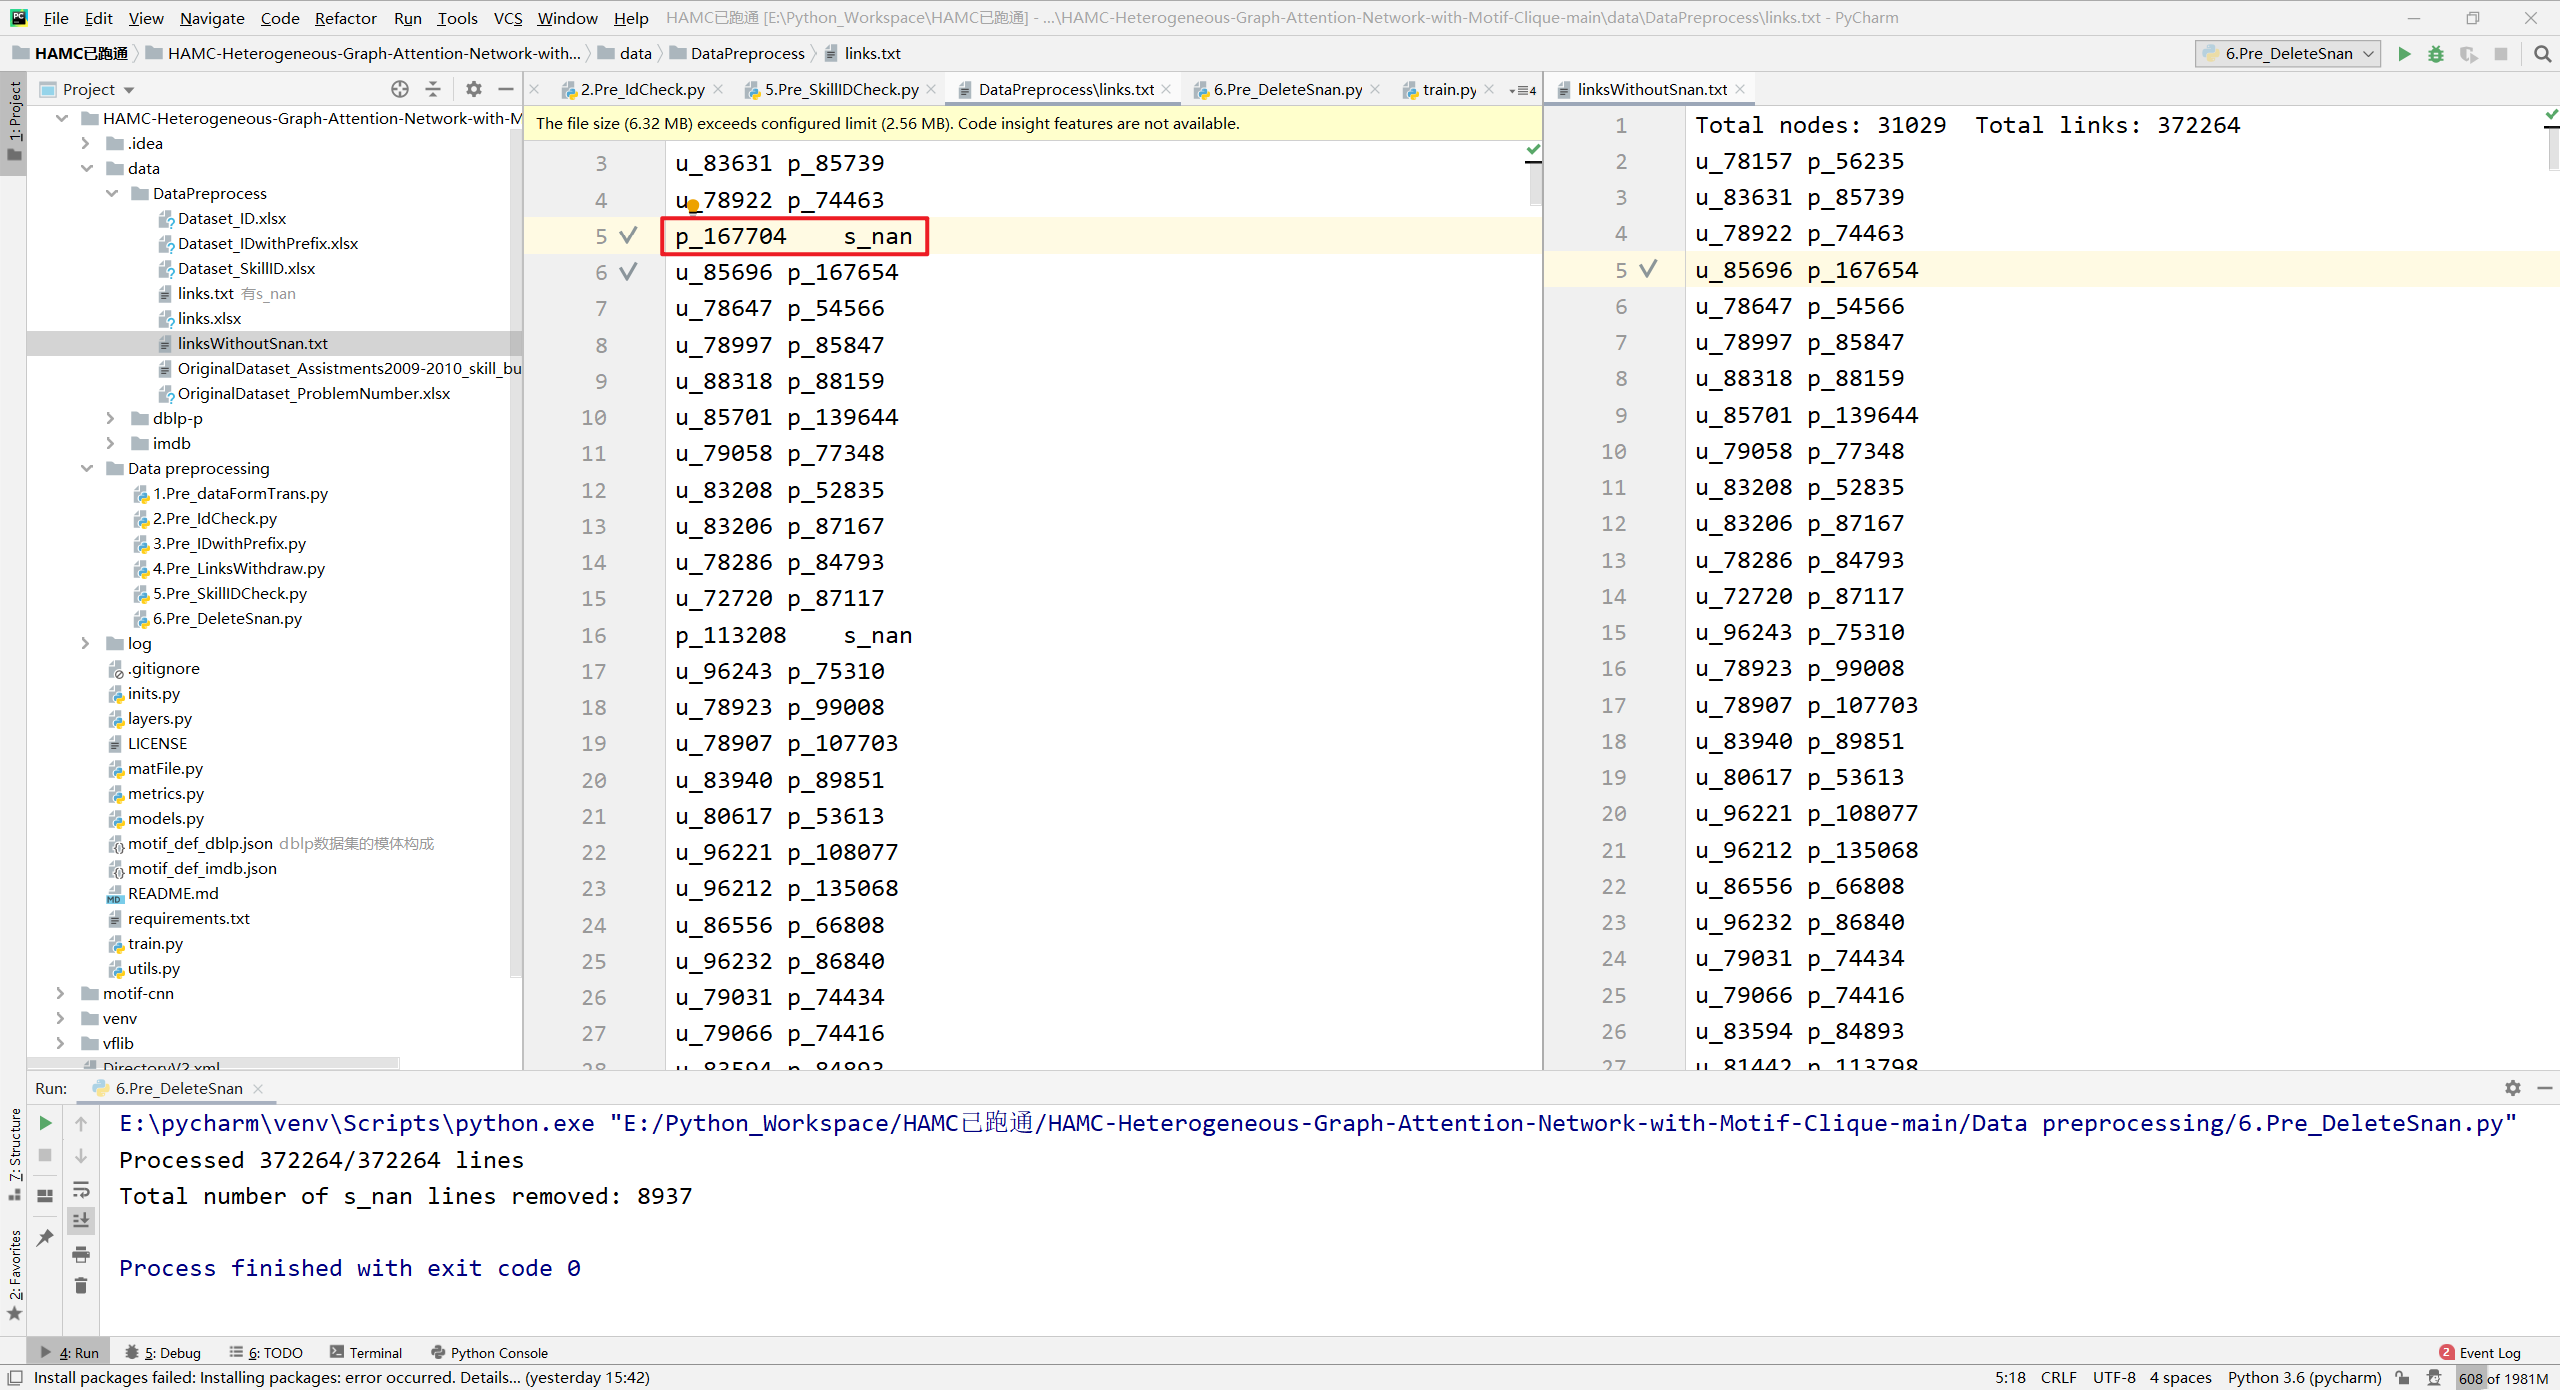 File Edit View Navigate Code Refactor Run Tools VCS Window Help HAMC已跑通 [E:\Python_Workspace\HAMC已跑通] - ...\HAMC-Heterogeneous-Graph-Attention-Network-with-Motif-Clique-main\data\DataPreprocess\links.txt - PyCharm
HAMC已跑通 HAMC-Heterogeneous-Graph-Attention-Network-with... data DataPreprocess links.txt 6.Pre_DeleteSnan
1: Project
Project
HAMC-Heterogeneous-Graph-Attention-Network-with-M
.idea
data
DataPreprocess
Dataset_ID.xlsx
Dataset_IDwithPrefix.xlsx
Dataset_SkillID.xlsx
links.txt 有s_nan
links.xlsx
linksWithoutSnan.txt
OriginalDataset_Assistments2009-2010_skill_bu
OriginalDataset_ProblemNumber.xlsx
dblp-p
imdb
Data preprocessing
1.Pre_dataFormTrans.py
2.Pre_IdCheck.py
3.Pre_IDwithPrefix.py
4.Pre_LinksWithdraw.py
5.Pre_SkillIDCheck.py
6.Pre_DeleteSnan.py
log
.gitignore
inits.py
layers.py
LICENSE
matFile.py
metrics.py
models.py
motif_def_dblp.json dblp数据集的模体构成
motif_def_imdb.json
README.md
requirements.txt
train.py
utils.py
motif-cnn
venv
vflib
DirectoryV2.xml
2.Pre_IdCheck.py 5.Pre_SkillIDCheck.py DataPreprocess\links.txt 6.Pre_DeleteSnan.py train.py 4
The file size (6.32 MB) exceeds configured limit (2.56 MB). Code insight features are not available.
3 u_83631 p_85739
4 u_78922 p_74463
5 p_167704 s_nan
6 u_85696 p_167654
7 u_78647 p_54566
8 u_78997 p_85847
9 u_88318 p_88159
10 u_85701 p_139644
11 u_79058 p_77348
12 u_83208 p_52835
13 u_83206 p_87167
14 u_78286 p_84793
15 u_72720 p_87117
16 p_113208 s_nan
17 u_96243 p_75310
18 u_78923 p_99008
19 u_78907 p_107703
20 u_83940 p_89851
21 u_80617 p_53613
22 u_96221 p_108077
23 u_96212 p_135068
24 u_86556 p_66808
25 u_96232 p_86840
26 u_79031 p_74434
27 u_79066 p_74416
28 u_83594 p_84893
linksWithoutSnan.txt
1 Total nodes: 31029 Total links: 372264
2 u_78157 p_56235
3 u_83631 p_85739
4 u_78922 p_74463
5 u_85696 p_167654
6 u_78647 p_54566
7 u_78997 p_85847
8 u_88318 p_88159
9 u_85701 p_139644
10 u_79058 p_77348
11 u_83208 p_52835
12 u_83206 p_87167
13 u_78286 p_84793
14 u_72720 p_87117
15 u_96243 p_75310
16 u_78923 p_99008
17 u_78907 p_107703
18 u_83940 p_89851
19 u_80617 p_53613
20 u_96221 p_108077
21 u_96212 p_135068
22 u_86556 p_66808
23 u_96232 p_86840
24 u_79031 p_74434
25 u_79066 p_74416
26 u_83594 p_84893
27 u_81442 p_113798
Run: 6.Pre_DeleteSnan
7: Structure
2: Favorites
E:\pycharm\venv\Scripts\python.exe "E:/Python_Workspace/HAMC已跑通/HAMC-Heterogeneous-Graph-Attention-Network-with-Motif-Clique-main/Data preprocessing/6.Pre_DeleteSnan.py"
Processed 372264/372264 lines
Total number of s_nan lines removed: 8937
Process finished with exit code 0
4: Run 5: Debug 6: TODO Terminal Python Console 2 Event Log
Install packages failed: Installing packages: error occurred. Details... (yesterday 15:42) 5:18 CRLF UTF-8 4 spaces Python 3.6 (pycharm) 608 of 1981M